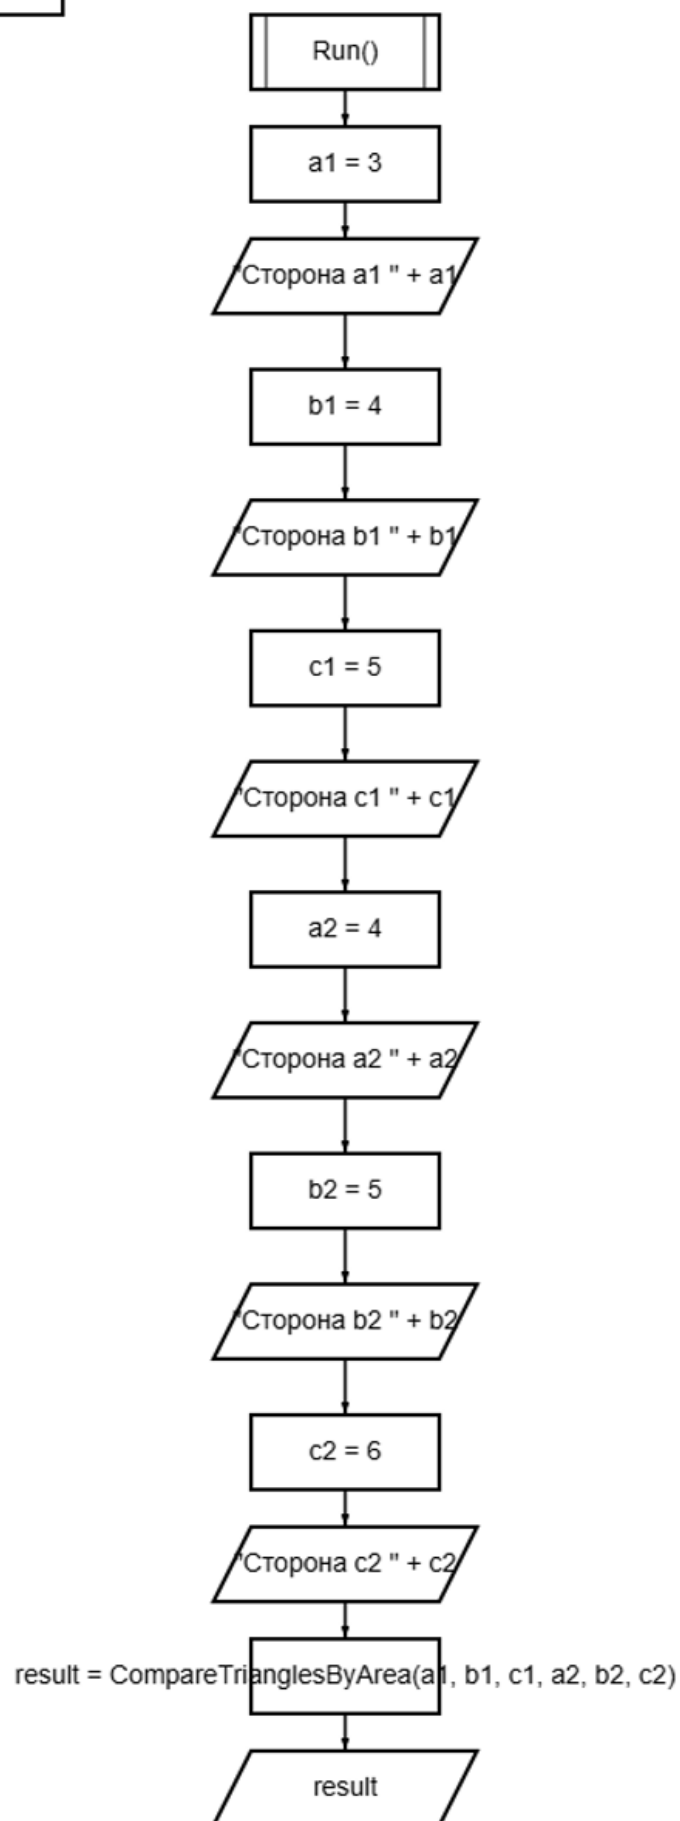 Run()
a1 = 3
"Сторона a1 " + a1
b1 = 4
"Сторона b1 " + b1
c1 = 5
"Сторона c1 " + c1
a2 = 4
"Сторона a2 " + a2
b2 = 5
"Сторона b2 " + b2
c2 = 6
"Сторона c2 " + c2
result = CompareTrianglesByArea(a1, b1, c1, a2, b2, c2)
result